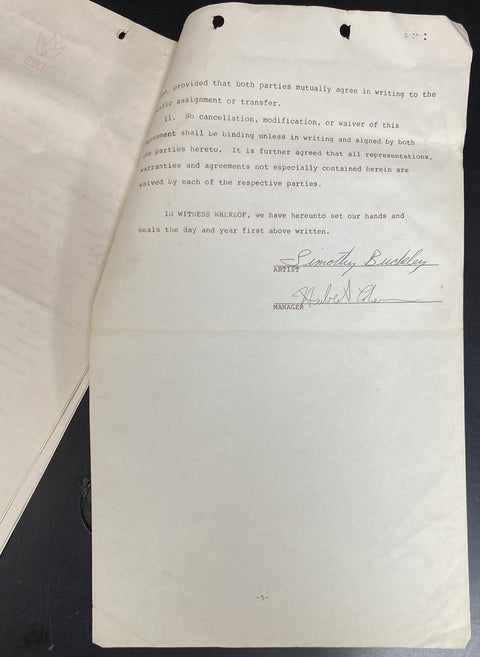 provided that both parties mutually agree in writing to the
assignment or transfer.
11. No cancellation, modification, or waiver of this
shall be binding unless in writing and signed by both
the parties hereto. It is further agreed that all representations,
warranties and agreements not especially contained herein are
waived by each of the respective parties.
IN WITNESS WHEREOF, we have hereunto set our hands and
seals the day and year first above written.
Timothy Buckley
ARTIST
MANAGER
-5-